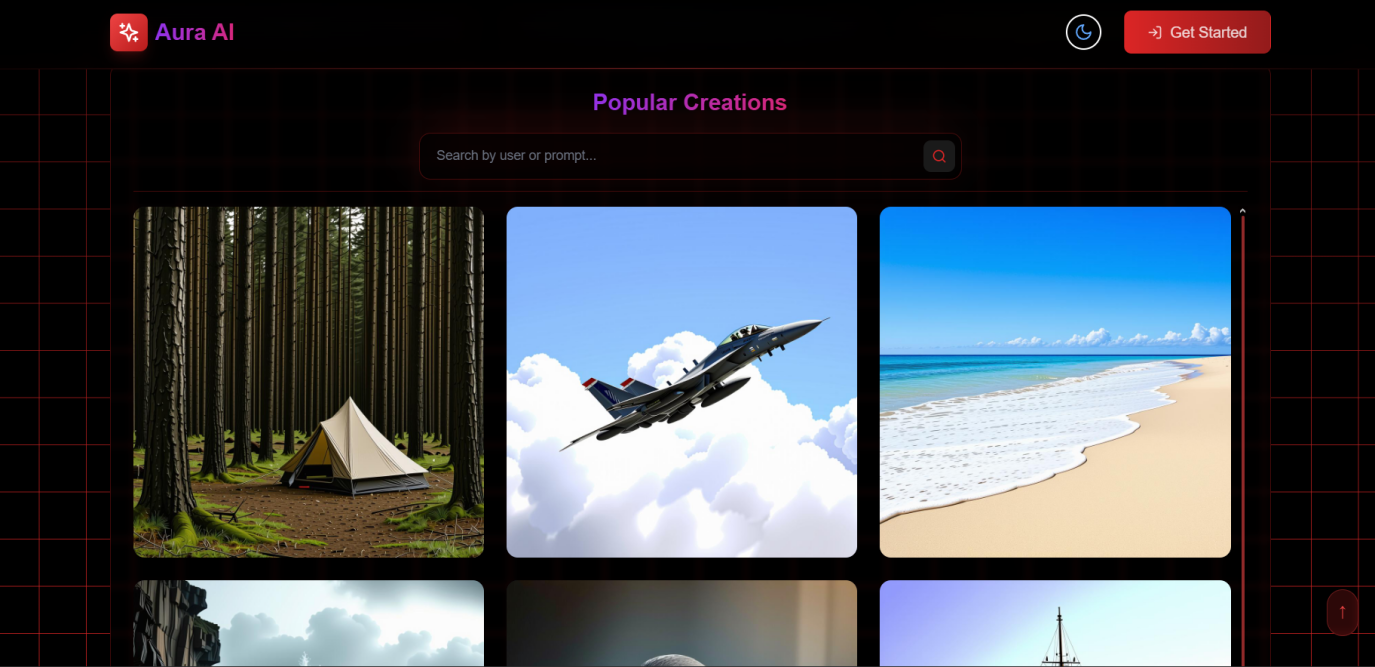 Aura AI
Get Started
Popular Creations
Search by user or prompt...